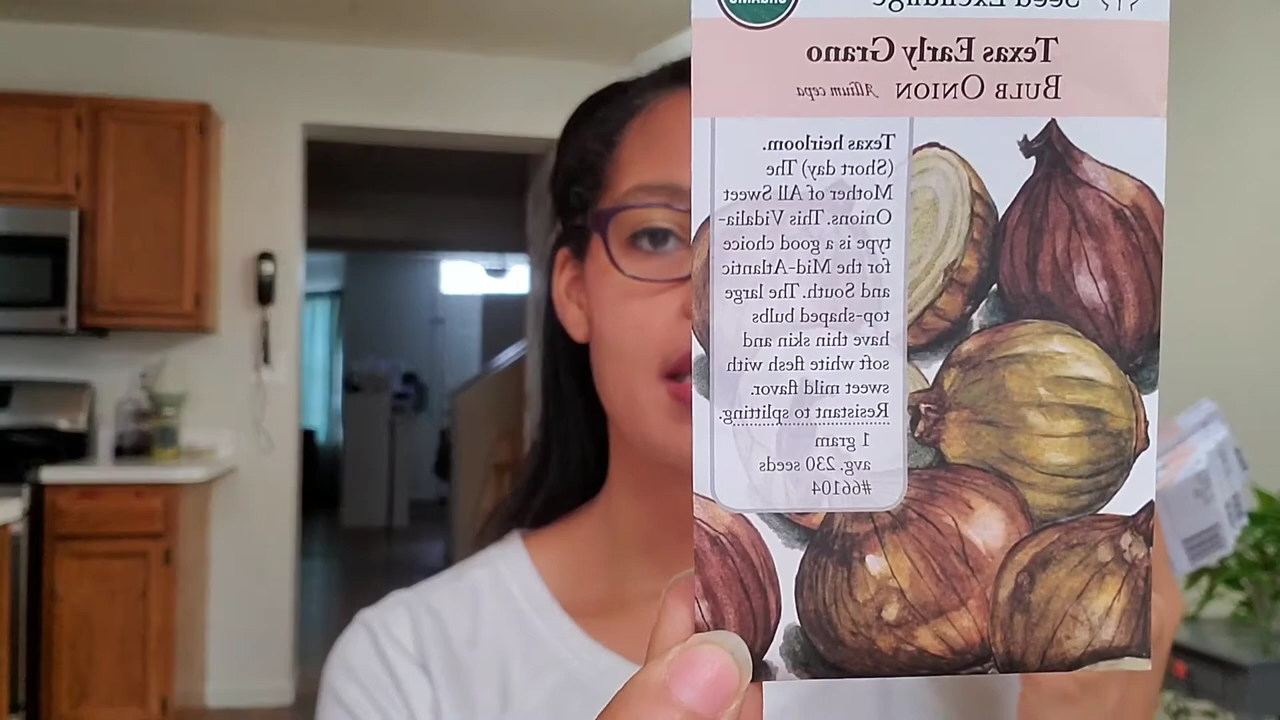 ORGANIC
Seed Exchange
Texas Early Grano
BULB ONION Allium cepa
Texas heirloom.
(Short day) The
Mother of All Sweet
Onions. This Vidalia-
type is a good choice
for the Mid-Atlantic
and South. The large
top-shaped bulbs
have thin skin and
soft white flesh with
sweet mild flavor.
Resistant to splitting.
1 gram
avg. 230 seeds
#66104